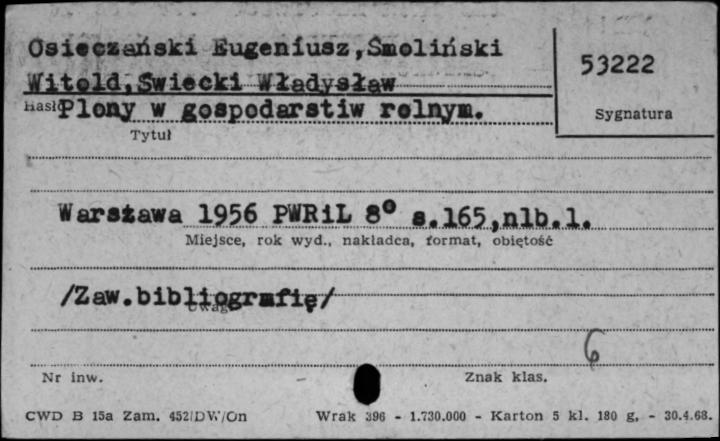 Osieczański Eugeniusz,Smoliński
53222
Witold,Świecki Władysław
Hasło Plony w gospodarstiw rolnym.
Sygnatura
Tytuł
Warszawa 1956 PWRiL 8° s.165,nlb.1.
Miejsce, rok wyd., nakładca, format, objętość
/Zaw.bibliografię/
Uwagi
6
Nr inw.
Znak klas.
CWD B 15a Zam. 452/DW/On Wrak 396 - 1.730.000 - Karton 5 kl. 180 g. - 30.4.68.